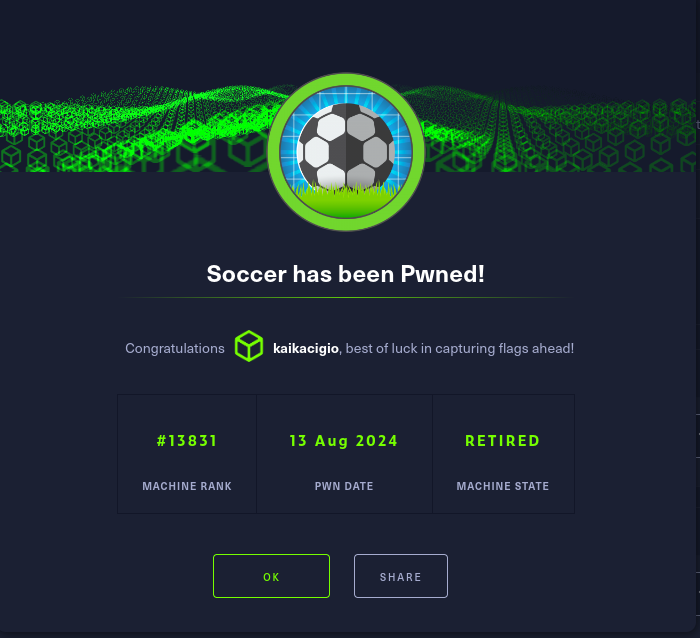 Soccer has been Pwned!
Congratulations kaikacigio, best of luck in capturing flags ahead!
#13831 13 Aug 2024 RETIRED
MACHINE RANK PWN DATE MACHINE STATE
OK SHARE